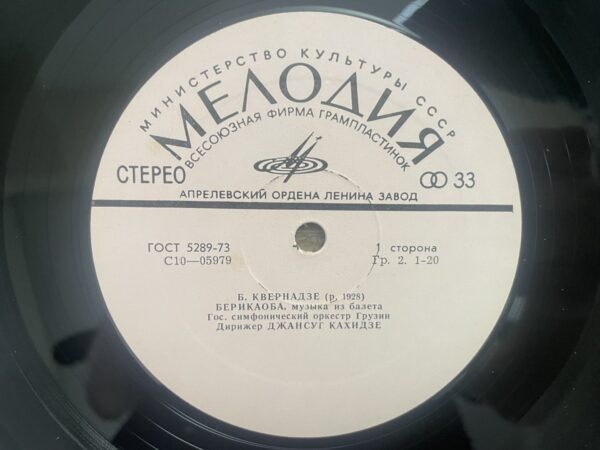 МИНИСТЕРСТВО КУЛЬТУРЫ СССР
МЕЛОДИЯ
ВСЕСОЮЗНАЯ ФИРМА ГРАМПЛАСТИНОК
СТЕРЕО
33
АПРЕЛЕВСКИЙ ОРДЕНА ЛЕНИНА ЗАВОД
ГОСТ 5289-73
1 сторона
С10—05979
Гр. 2. 1-20
Б. КВЕРНАДЗЕ (р. 1928)
БЕРИКАОБА, музыка из балета
Гос. симфонический оркестр Грузии
Дирижер ДЖАНСУГ КАХИДЗЕ